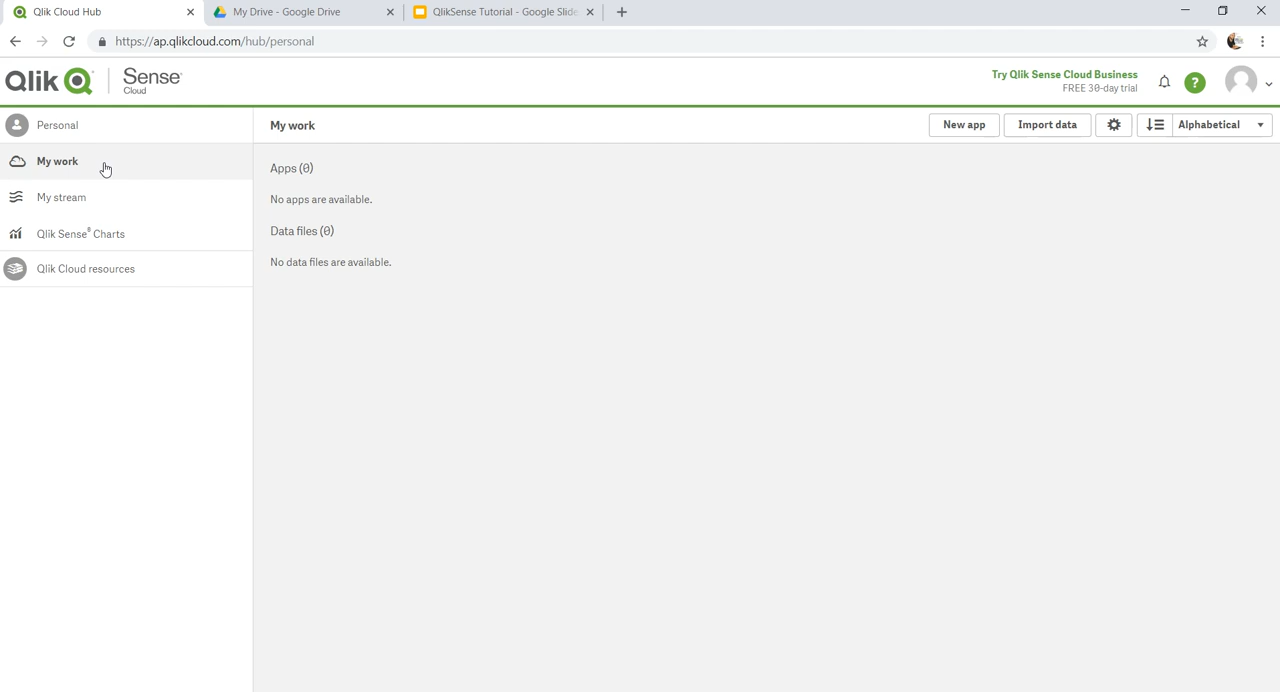 Qlik Cloud Hub
My Drive - Google Drive
QlikSense Tutorial - Google Slide
https://ap.qlikcloud.com/hub/personal
Qlik Sense Cloud
Try Qlik Sense Cloud Business
FREE 30-day trial
?
Personal
My work
My stream
Qlik Sense® Charts
Qlik Cloud resources
My work
New app
Import data
Alphabetical
Apps (0)
No apps are available.
Data files (0)
No data files are available.